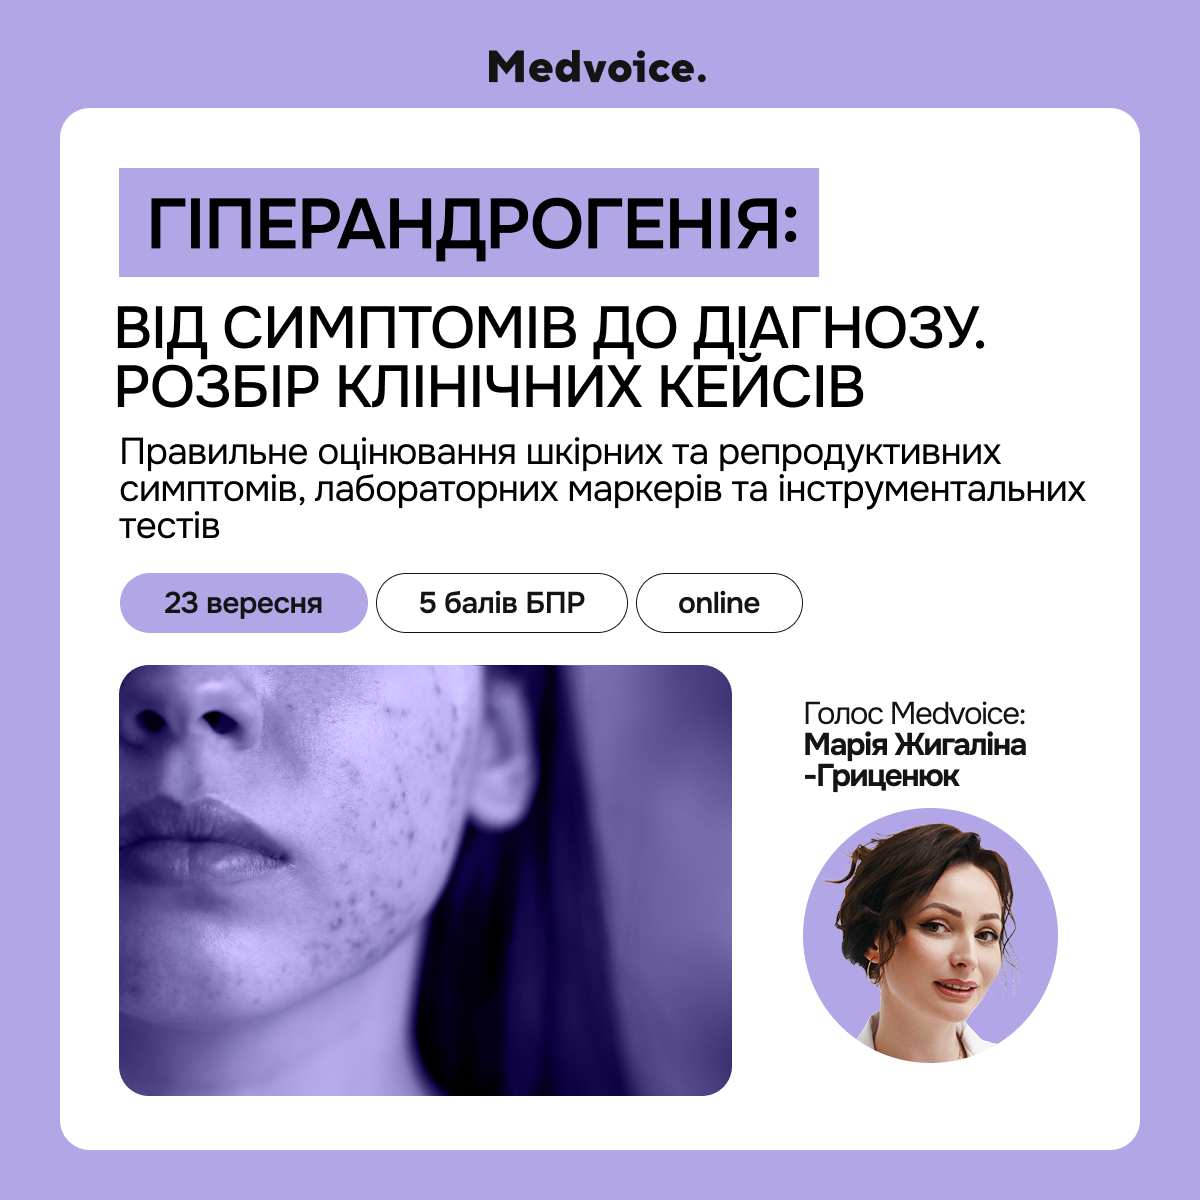 Medvoice.
ГІПЕРАНДРОГЕНІЯ:
ВІД СИМПТОМІВ ДО ДІАГНОЗУ.
РОЗБІР КЛІНІЧНИХ КЕЙСІВ
Правильне оцінювання шкірних та репродуктивних
симптомів, лабораторних маркерів та інструментальних
тестів
23 вересня
5 балів БПР
online
Голос Medvoice:
Марія Жигаліна
-Гриценюк